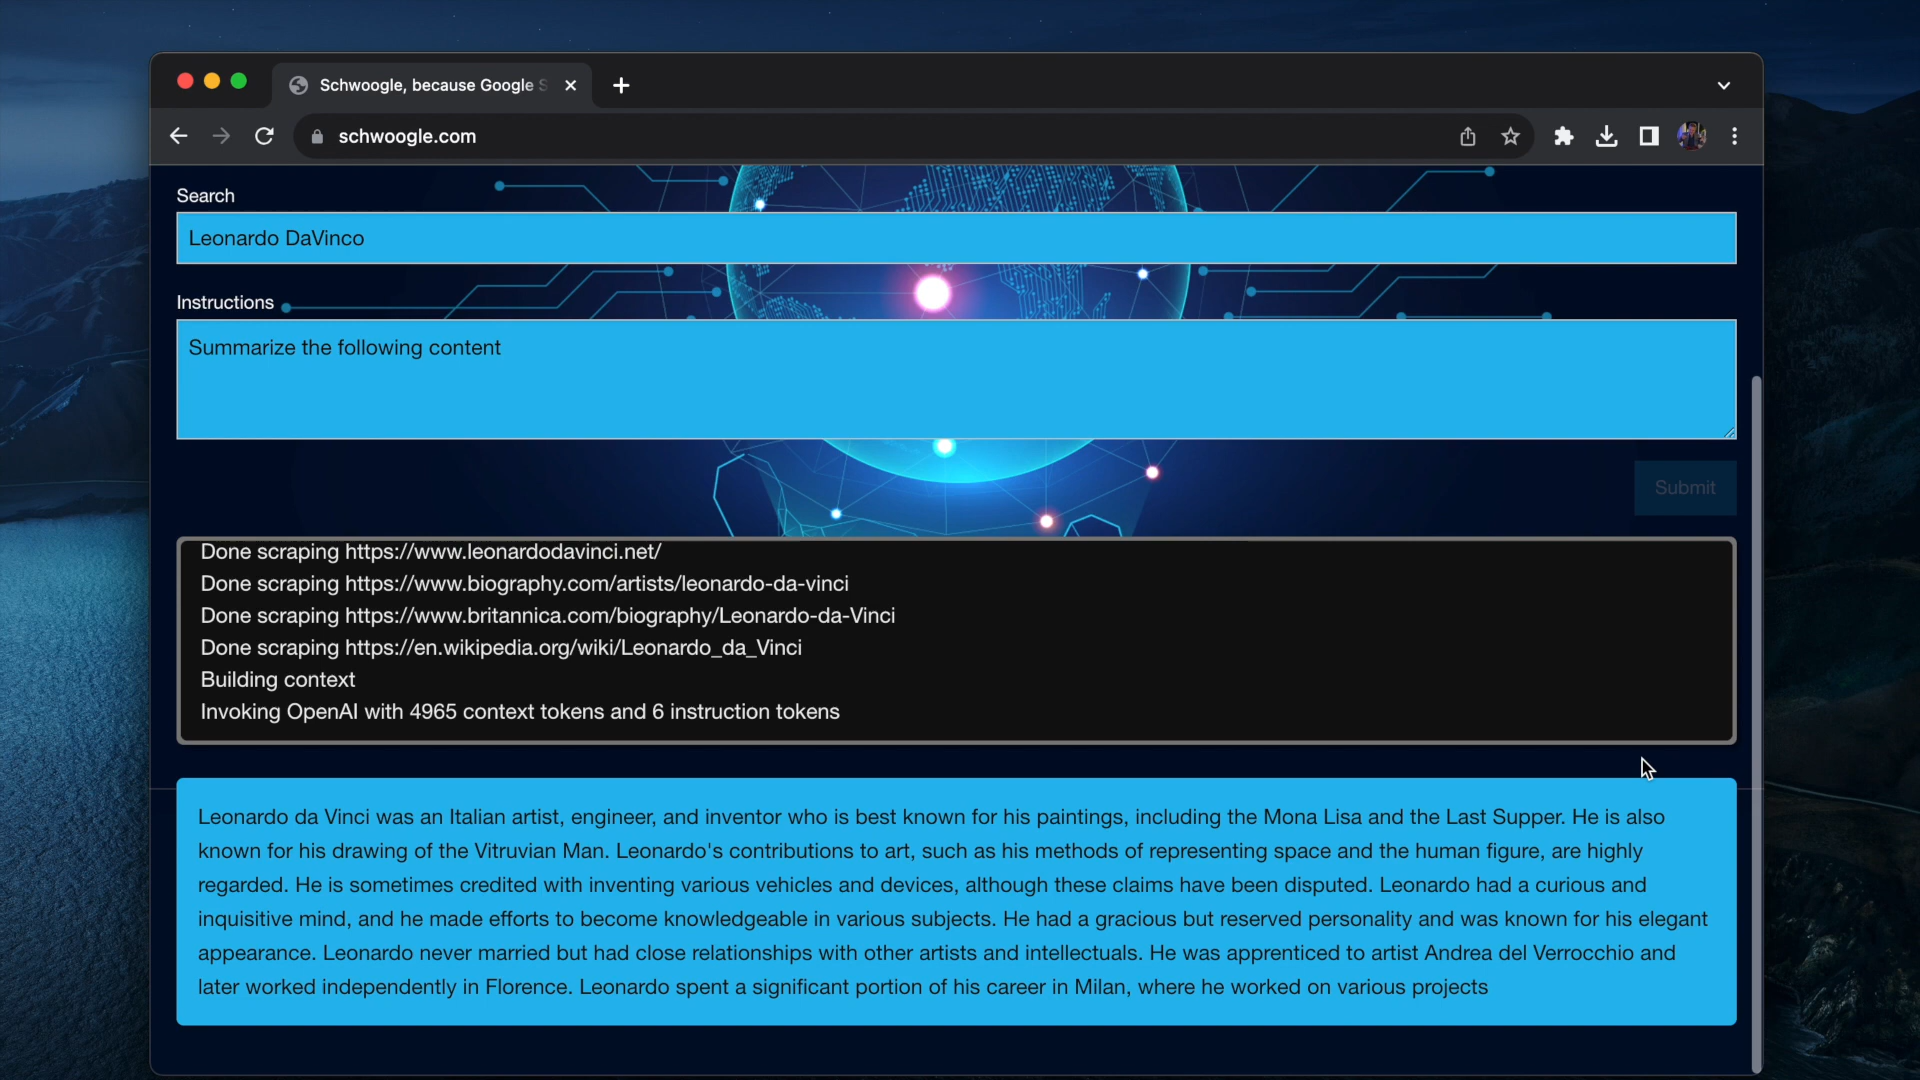 Schwoogle, because Google S
schwoogle.com
Search
Leonardo DaVinco
Instructions
Summarize the following content
Submit
Done scraping https://www.leonardodavinci.net/
Done scraping https://www.biography.com/artists/leonardo-da-vinci
Done scraping https://www.britannica.com/biography/Leonardo-da-Vinci
Done scraping https://en.wikipedia.org/wiki/Leonardo_da_Vinci
Building context
Invoking OpenAI with 4965 context tokens and 6 instruction tokens
Leonardo da Vinci was an Italian artist, engineer, and inventor who is best known for his paintings, including the Mona Lisa and the Last Supper. He is also
known for his drawing of the Vitruvian Man. Leonardo's contributions to art, such as his methods of representing space and the human figure, are highly
regarded. He is sometimes credited with inventing various vehicles and devices, although these claims have been disputed. Leonardo had a curious and
inquisitive mind, and he made efforts to become knowledgeable in various subjects. He had a gracious but reserved personality and was known for his elegant
appearance. Leonardo never married but had close relationships with other artists and intellectuals. He was apprenticed to artist Andrea del Verrocchio and
later worked independently in Florence. Leonardo spent a significant portion of his career in Milan, where he worked on various projects